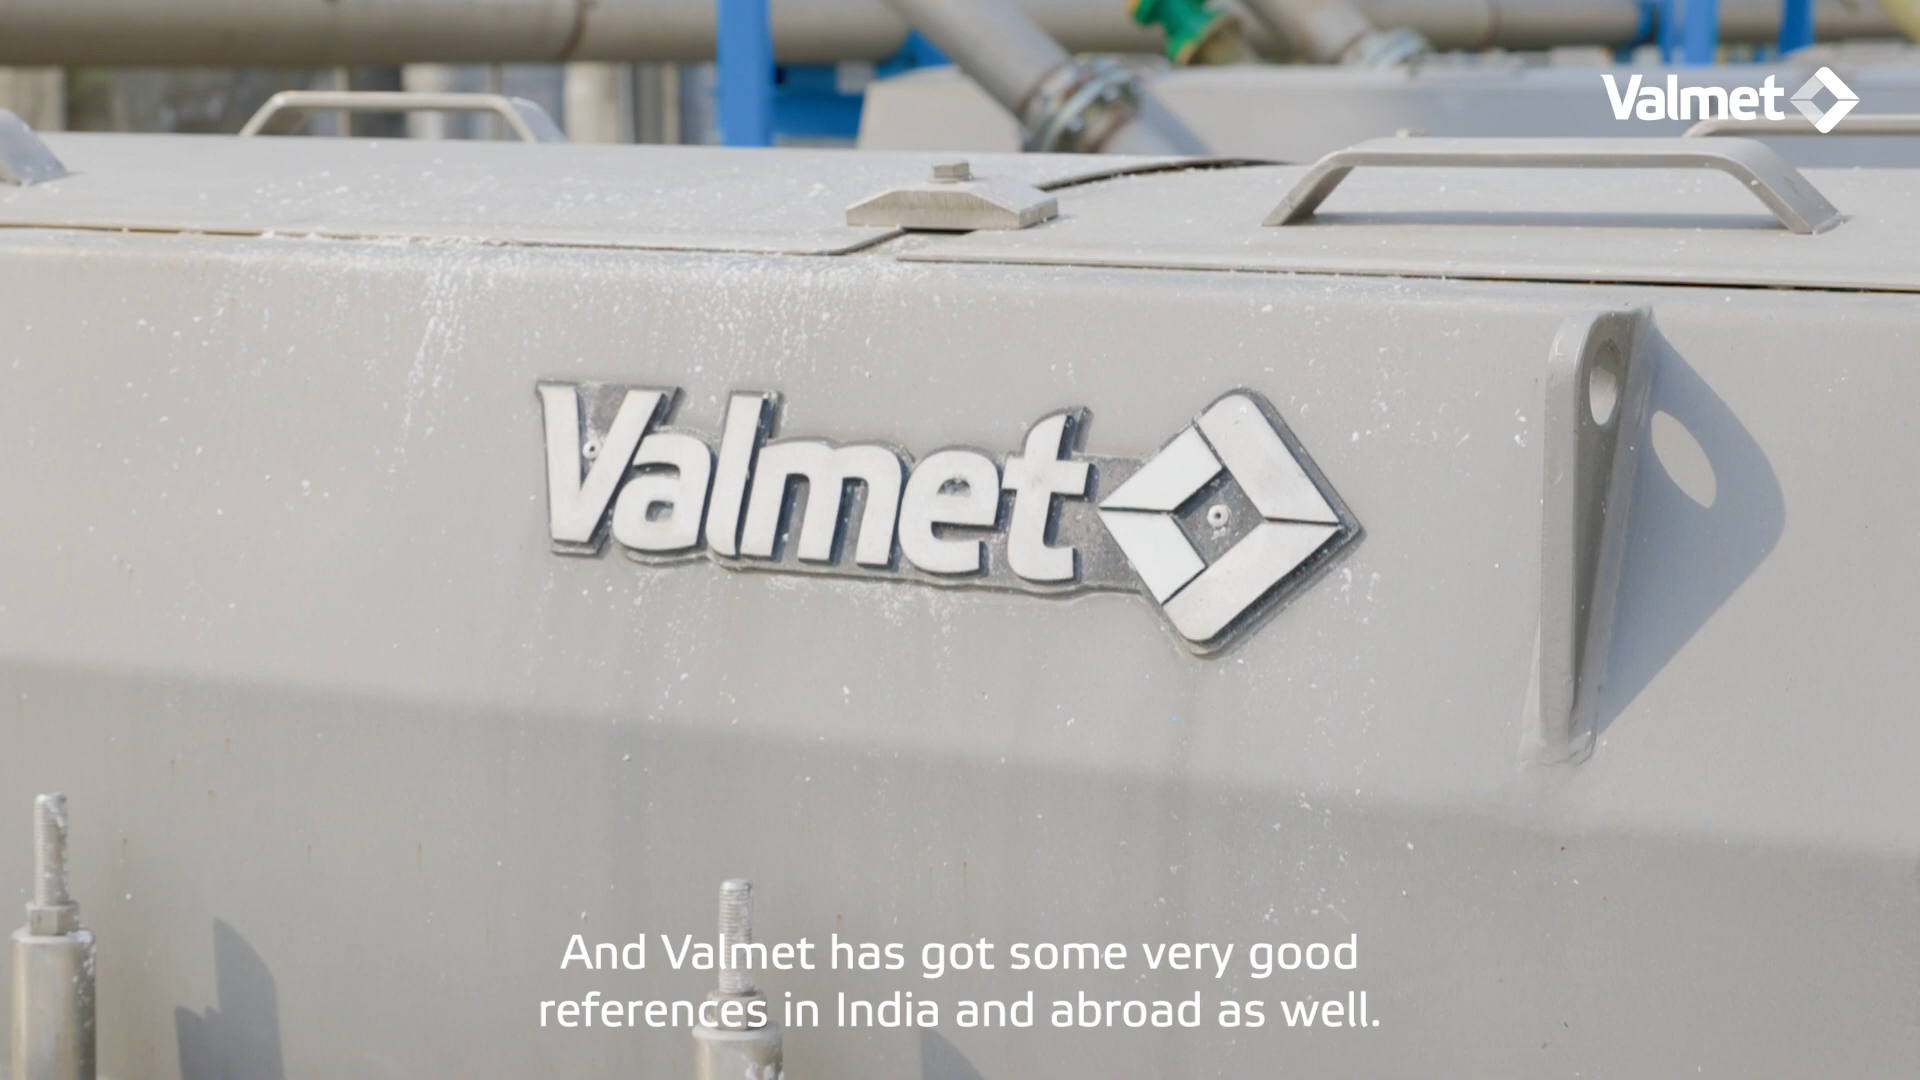 Valmet
Valmet
And Valmet has got some very good
references in India and abroad as well.